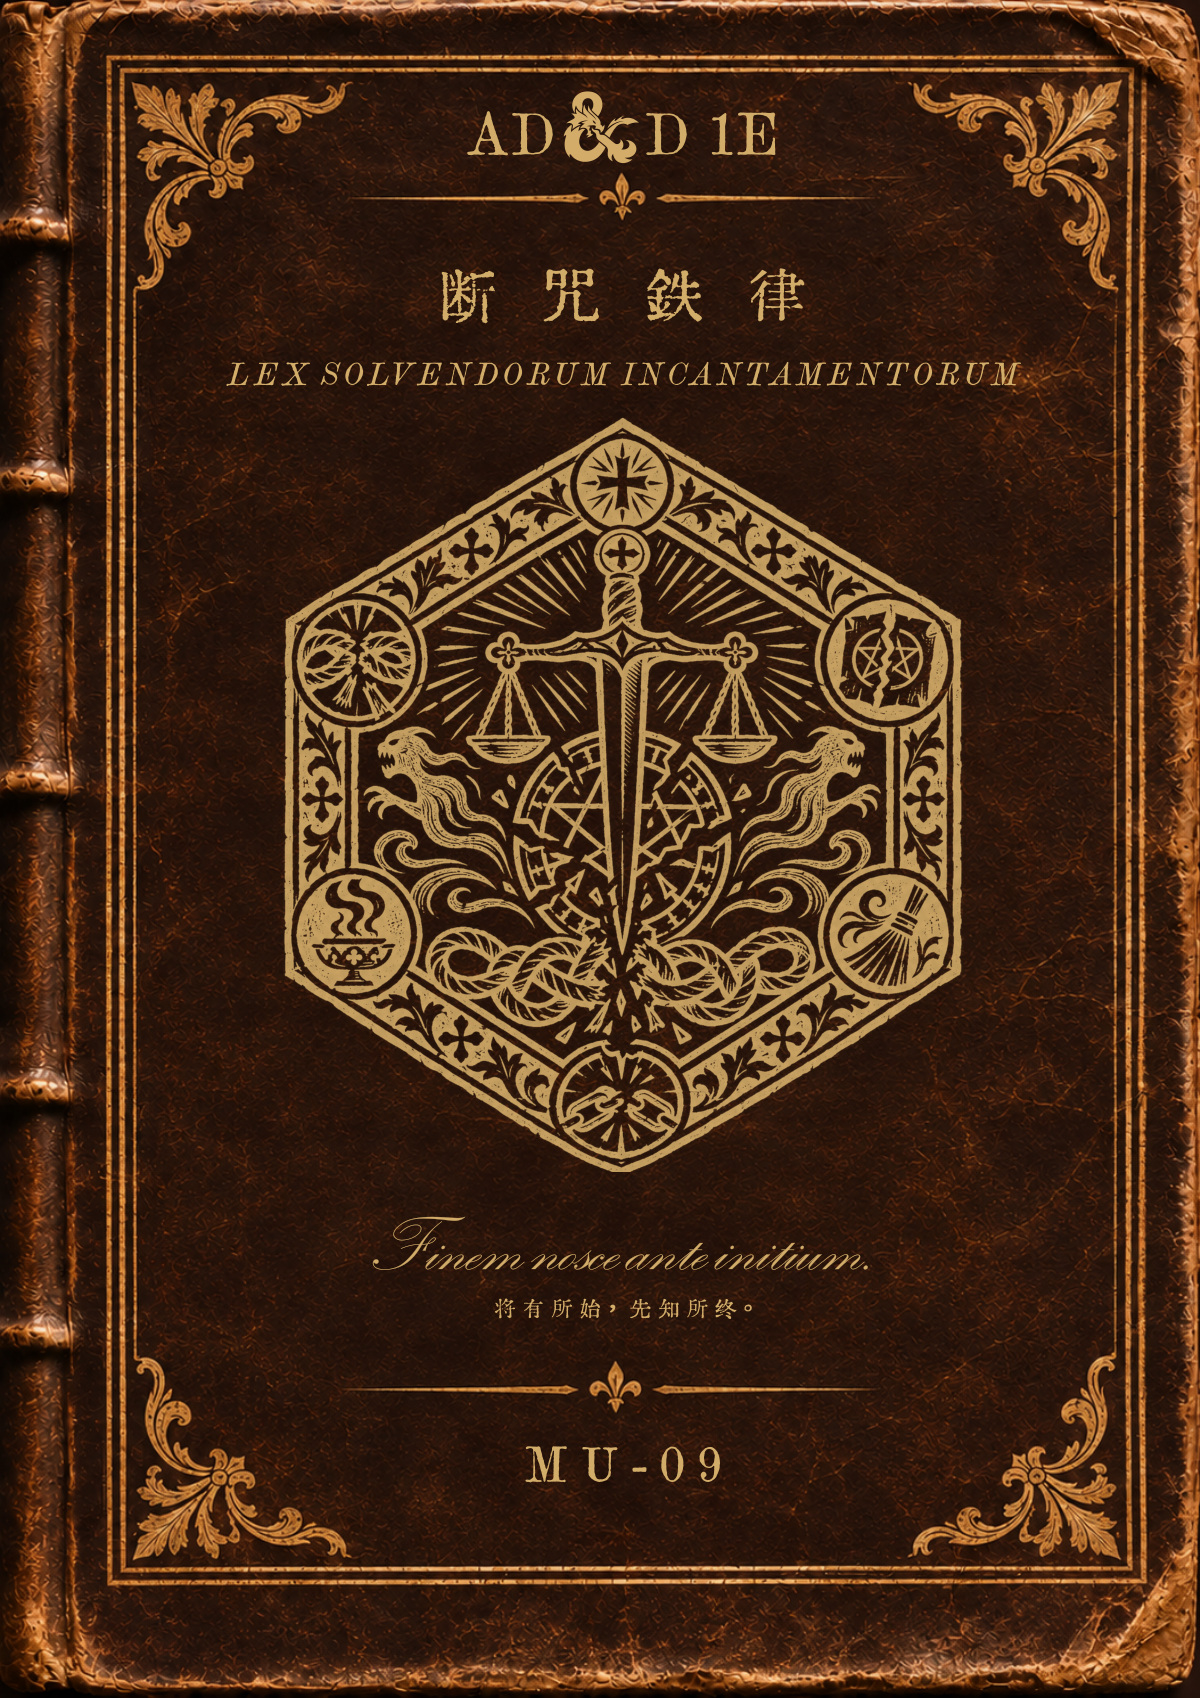 AD&D 1E
断咒鉄律
LEX SOLVENDORUM INCANTAMENTORUM
Finem nosce ante initium.
将有所始，先知所终。
MU-09